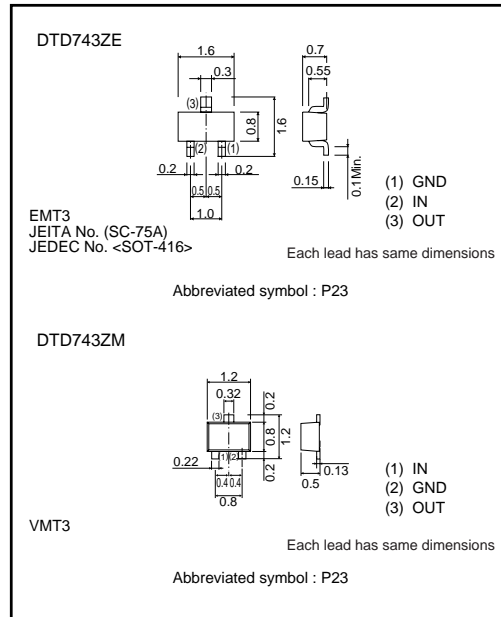 DTD743ZE
1.6
0.3
0.7
0.55
(3)
0.8
1.6
(2)
(1)
0.2
0.2
0.5 0.5
1.0
0.15
0.1Min.
(1) GND
(2) IN
(3) OUT
EMT3
JEITA No. (SC-75A)
JEDEC No. <SOT-416>
Each lead has same dimensions
Abbreviated symbol : P23
DTD743ZM
1.2
0.32
0.2
(3)
0.8
1.2
(1)(2)
0.22
0.2
0.4 0.4
0.8
0.13
0.5
(1) IN
(2) GND
(3) OUT
VMT3
Each lead has same dimensions
Abbreviated symbol : P23